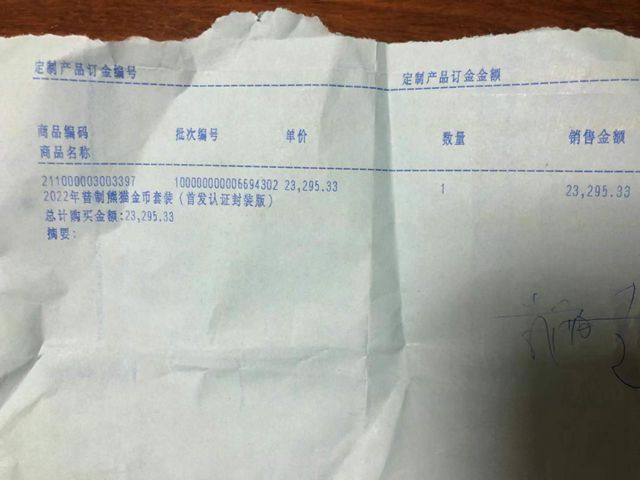 定制产品订金编号 定制产品订金金额
商品编码 批次编号 单价 数量 销售金额
商品名称
211000003003397 100000000006694302 23,295.33 1 23,295.33
2022年普制熊猫金币套装（首发认证封装版）
总计购买金额:23,295.33
摘要: